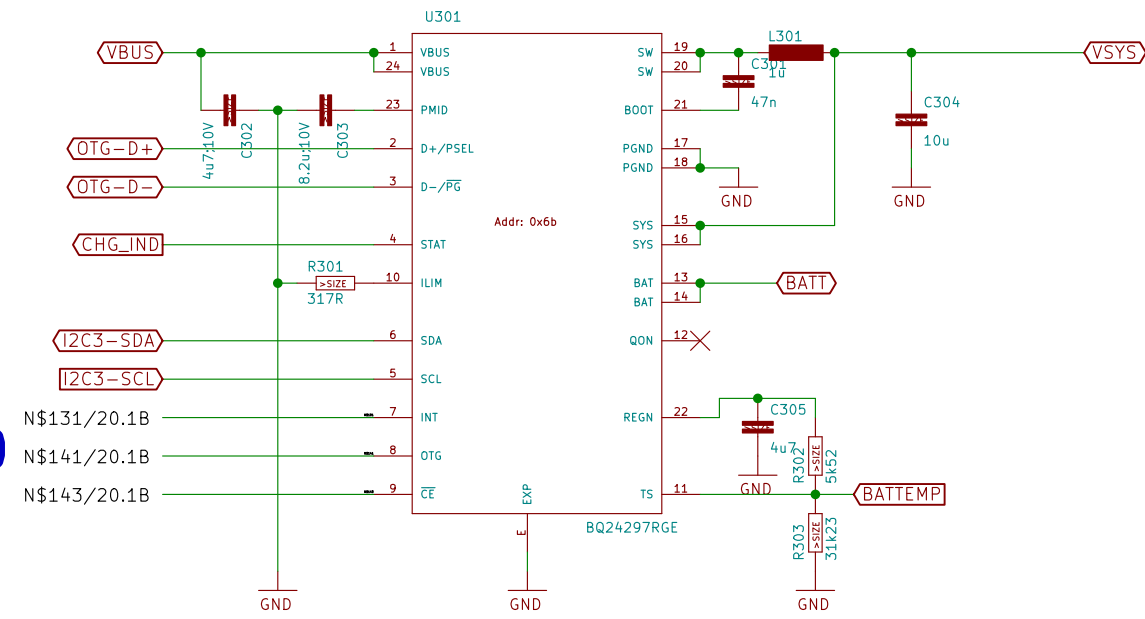 U301
VBUS
1
VBUS
24
VBUS
23
PMID
4u7;10V
C302
8.2u;10V
C303
OTG-D+
2
D+/PSEL
OTG-D-
3
D-/PG
CHG_IND
4
STAT
R301
>SIZE
317R
10
ILIM
I2C3-SDA
6
SDA
I2C3-SCL
5
SCL
N$131/20.1B
7
INT
N$141/20.1B
8
OTG
N$143/20.1B
9
CE
Addr: 0x6b
EXP
E
BQ24297RGE
SW
19
SW
20
BOOT
21
PGND
17
PGND
18
SYS
15
SYS
16
BAT
13
BAT
14
QON
12
REGN
22
TS
11
L301
1u
C301
47n
VSYS
C304
10u
GND
GND
BATT
C305
4u7
GND
R302
>SIZE
5k52
BATTEMP
R303
>SIZE
31k23
GND
GND
GND